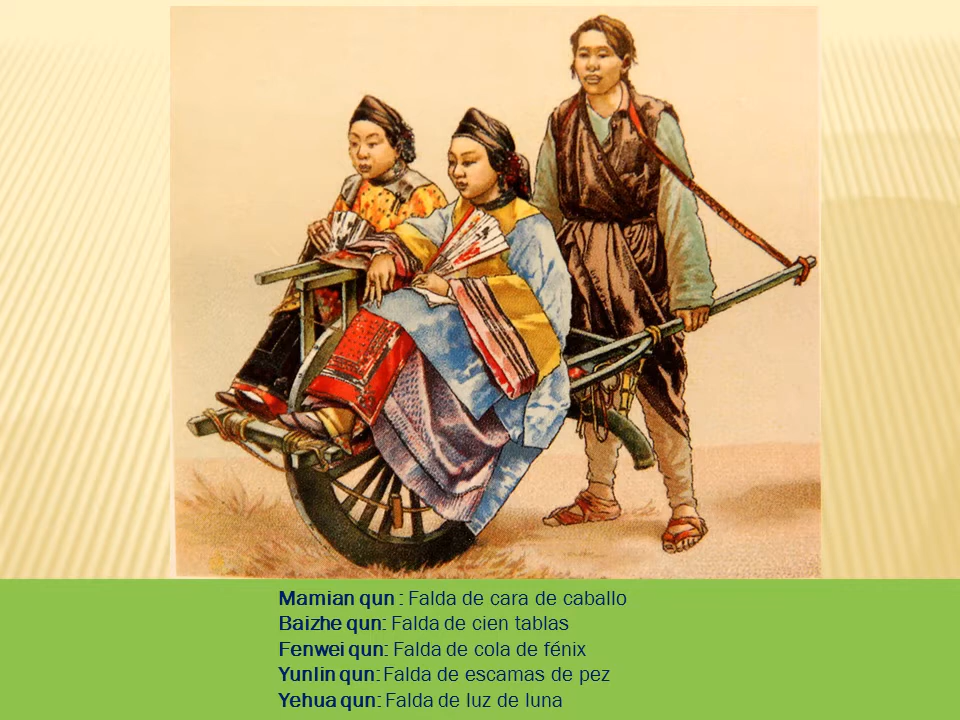 Mamian qun : Falda de cara de caballo
Baizhe qun: Falda de cien tablas
Fenwei qun: Falda de cola de fénix
Yunlin qun: Falda de escamas de pez
Yehua qun: Falda de luz de luna